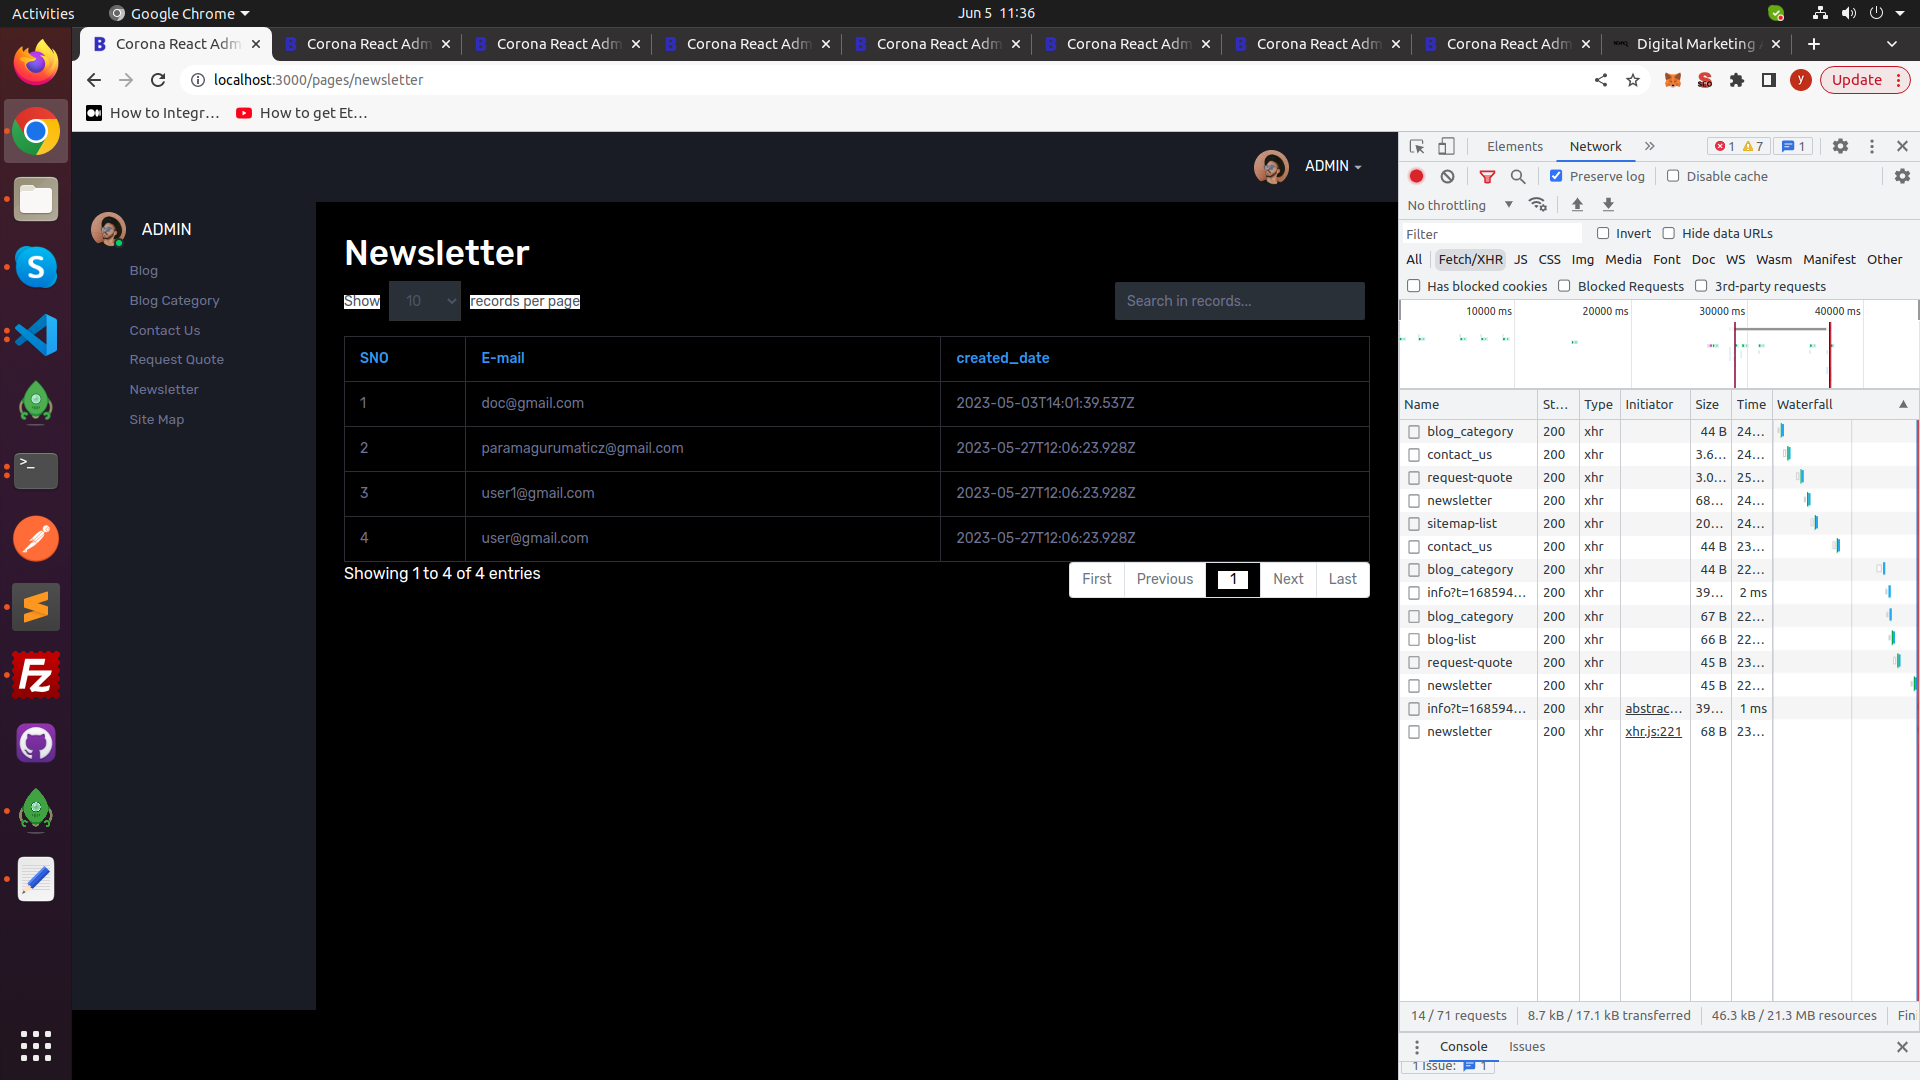 Activities
Google Chrome
Jun 5 11:36
Corona React Adm
Corona React Adm
Corona React Adm
Corona React Adm
Corona React Adm
Corona React Adm
Corona React Adm
Corona React Adm
Digital Marketing
localhost:3000/pages/newsletter
y
Update
How to Integr…
How to get Et…
ADMIN
ADMIN
Blog
Blog Category
Contact Us
Request Quote
Newsletter
Site Map
Newsletter
Show 10 records per page
Search in records...
SNO E-mail created_date
1 doc@gmail.com 2023-05-03T14:01:39.537Z
2 paramagurumaticz@gmail.com 2023-05-27T12:06:23.928Z
3 user1@gmail.com 2023-05-27T12:06:23.928Z
4 user@gmail.com 2023-05-27T12:06:23.928Z
Showing 1 to 4 of 4 entries
First Previous 1 Next Last
Elements Network 1 7 1
Preserve log Disable cache
No throttling
Filter Invert Hide data URLs
All Fetch/XHR JS CSS Img Media Font Doc WS Wasm Manifest Other
Has blocked cookies Blocked Requests 3rd-party requests
10000 ms 20000 ms 30000 ms 40000 ms
Name St… Type Initiator Size Time Waterfall
blog_category 200 xhr 44 B 24…
contact_us 200 xhr 3.6… 24…
request-quote 200 xhr 3.0… 25…
newsletter 200 xhr 68… 24…
sitemap-list 200 xhr 20… 24…
contact_us 200 xhr 44 B 23…
blog_category 200 xhr 44 B 22…
info?t=168594… 200 xhr 39… 2 ms
blog_category 200 xhr 67 B 22…
blog-list 200 xhr 66 B 22…
request-quote 200 xhr 45 B 23…
newsletter 200 xhr 45 B 22…
info?t=168594… 200 xhr abstrac… 39… 1 ms
newsletter 200 xhr xhr.js:221 68 B 23…
14 / 71 requests 8.7 kB / 17.1 kB transferred 46.3 kB / 21.3 MB resources Fin
Console Issues
1 Issue: 1